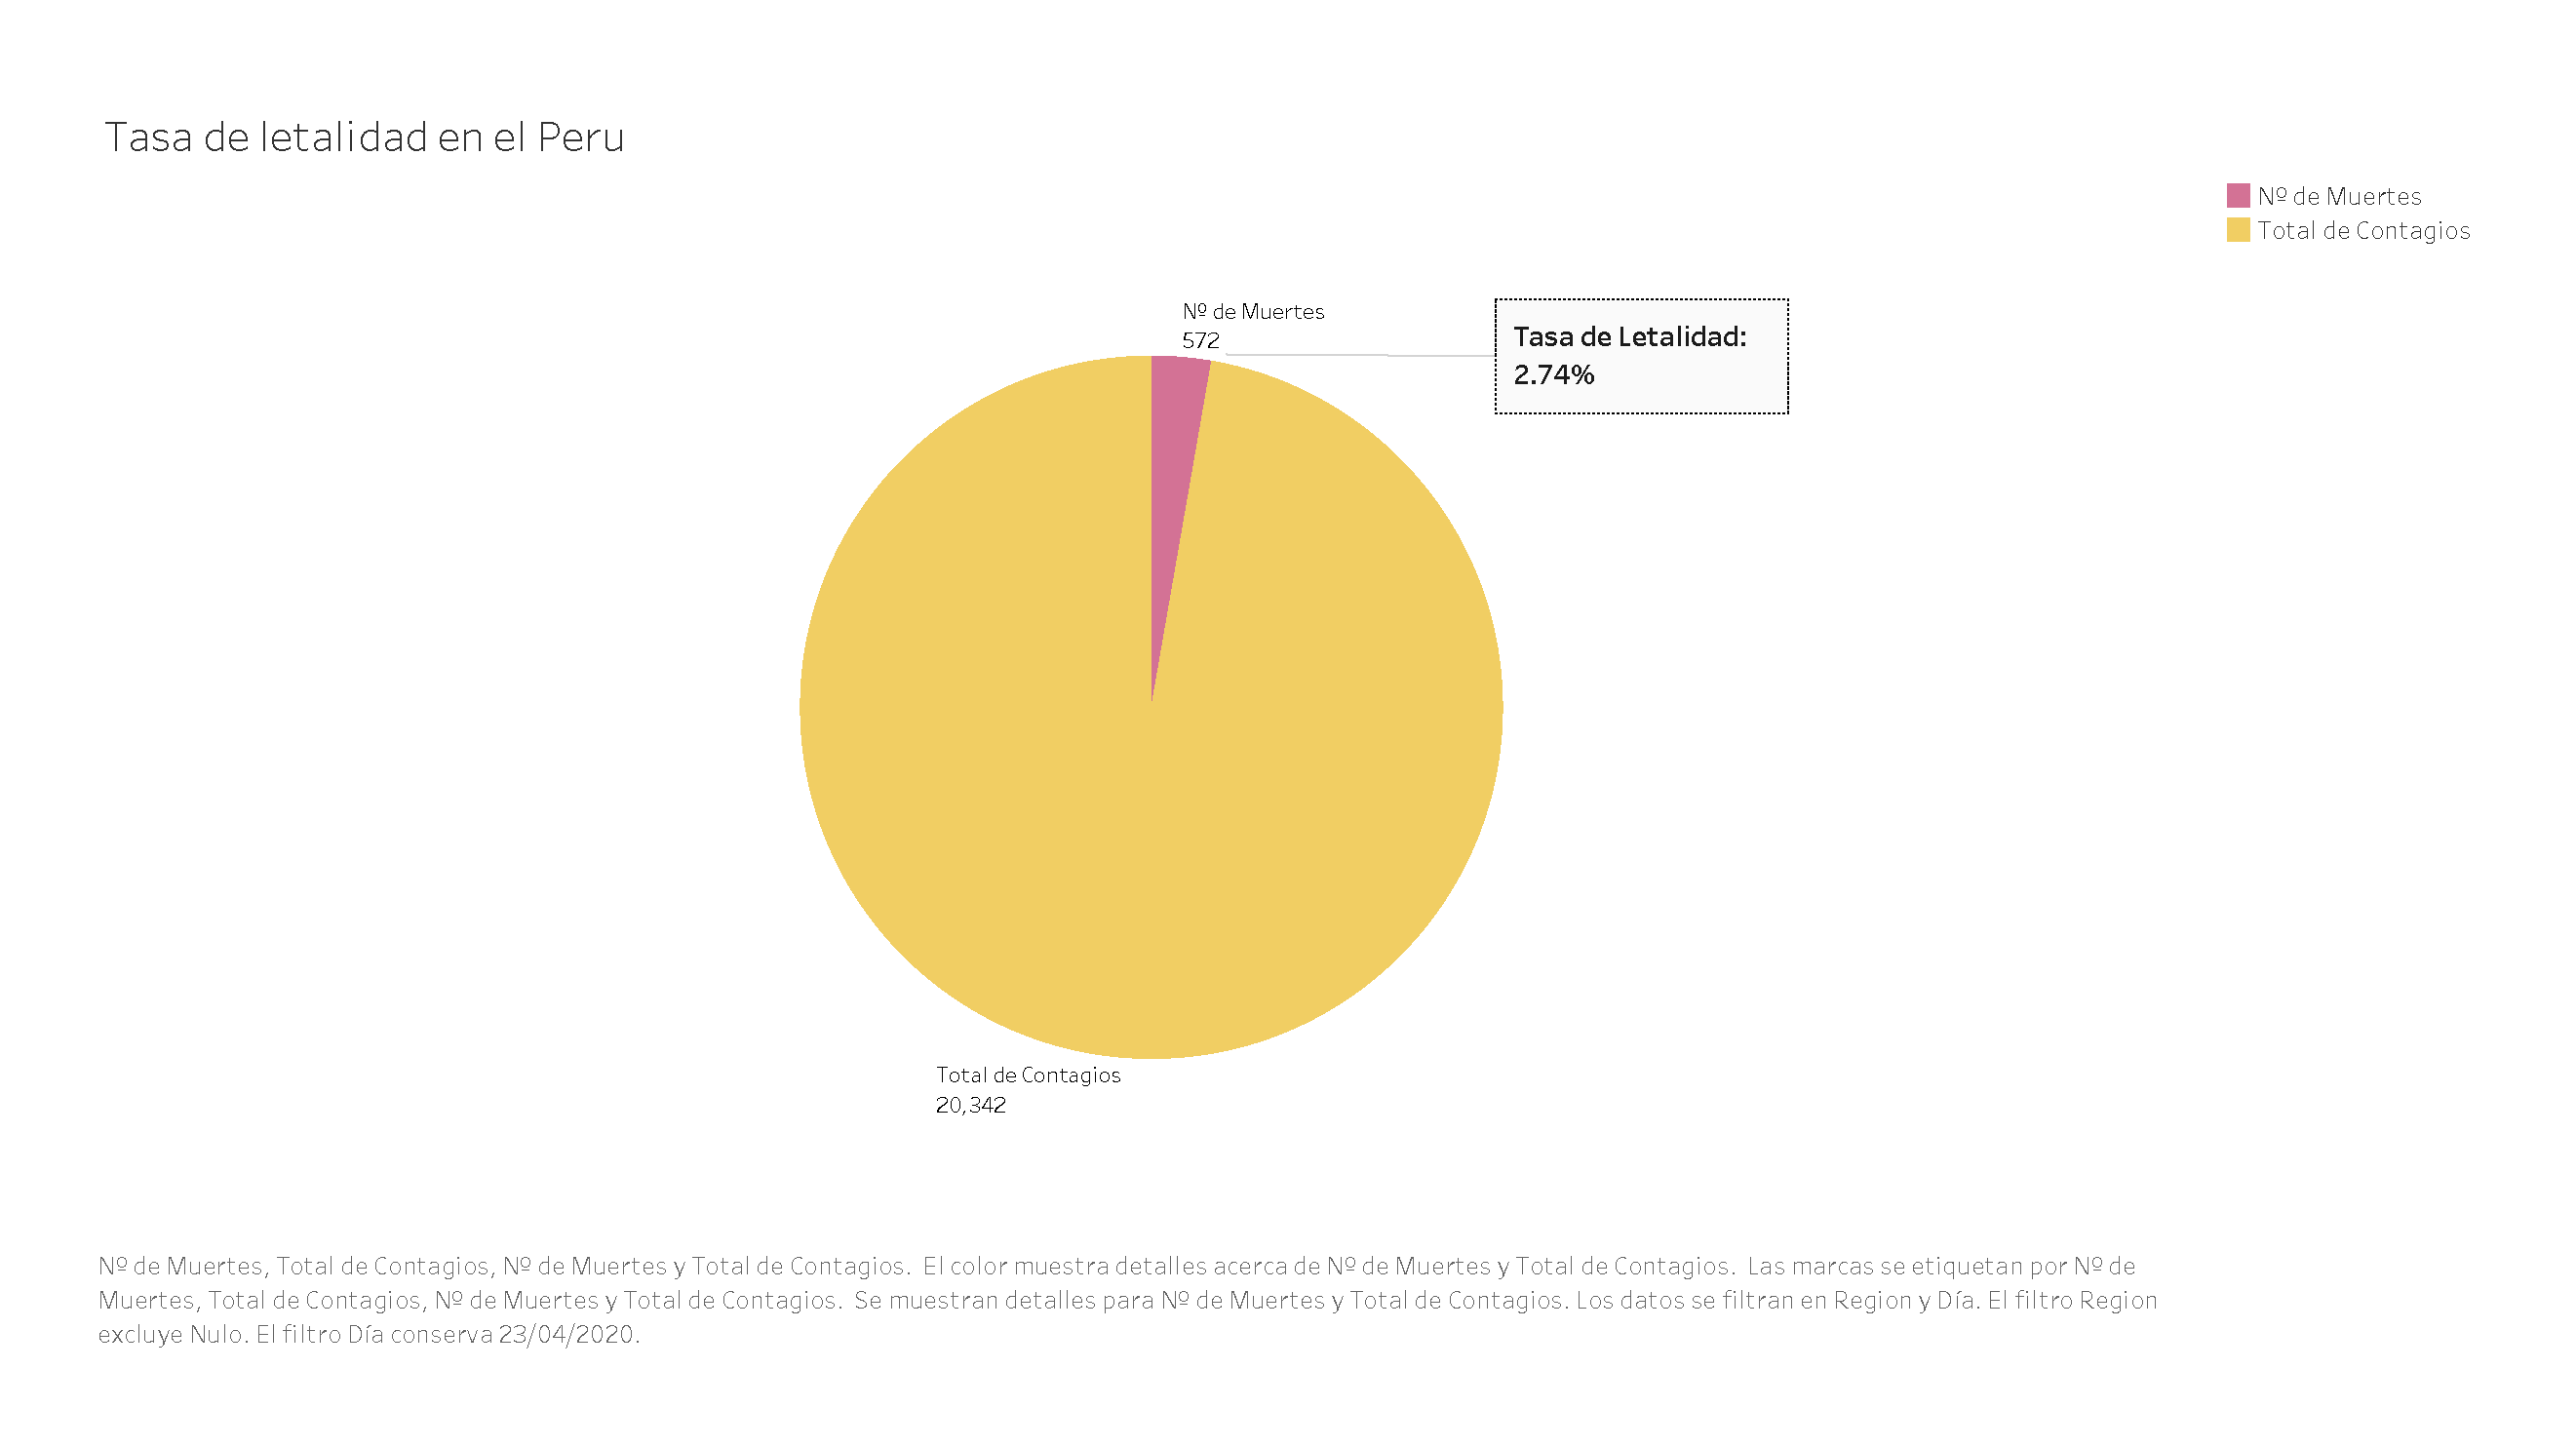 Tasa de letalidad en el Peru
Nº de Muertes
Total de Contagios
Nº de Muertes
572
Tasa de Letalidad:
2.74%
Total de Contagios
20,342
Nº de Muertes, Total de Contagios, Nº de Muertes y Total de Contagios. El color muestra detalles acerca de Nº de Muertes y Total de Contagios. Las marcas se etiquetan por Nº de
Muertes, Total de Contagios, Nº de Muertes y Total de Contagios. Se muestran detalles para Nº de Muertes y Total de Contagios. Los datos se filtran en Region y Día. El filtro Region
excluye Nulo. El filtro Día conserva 23/04/2020.